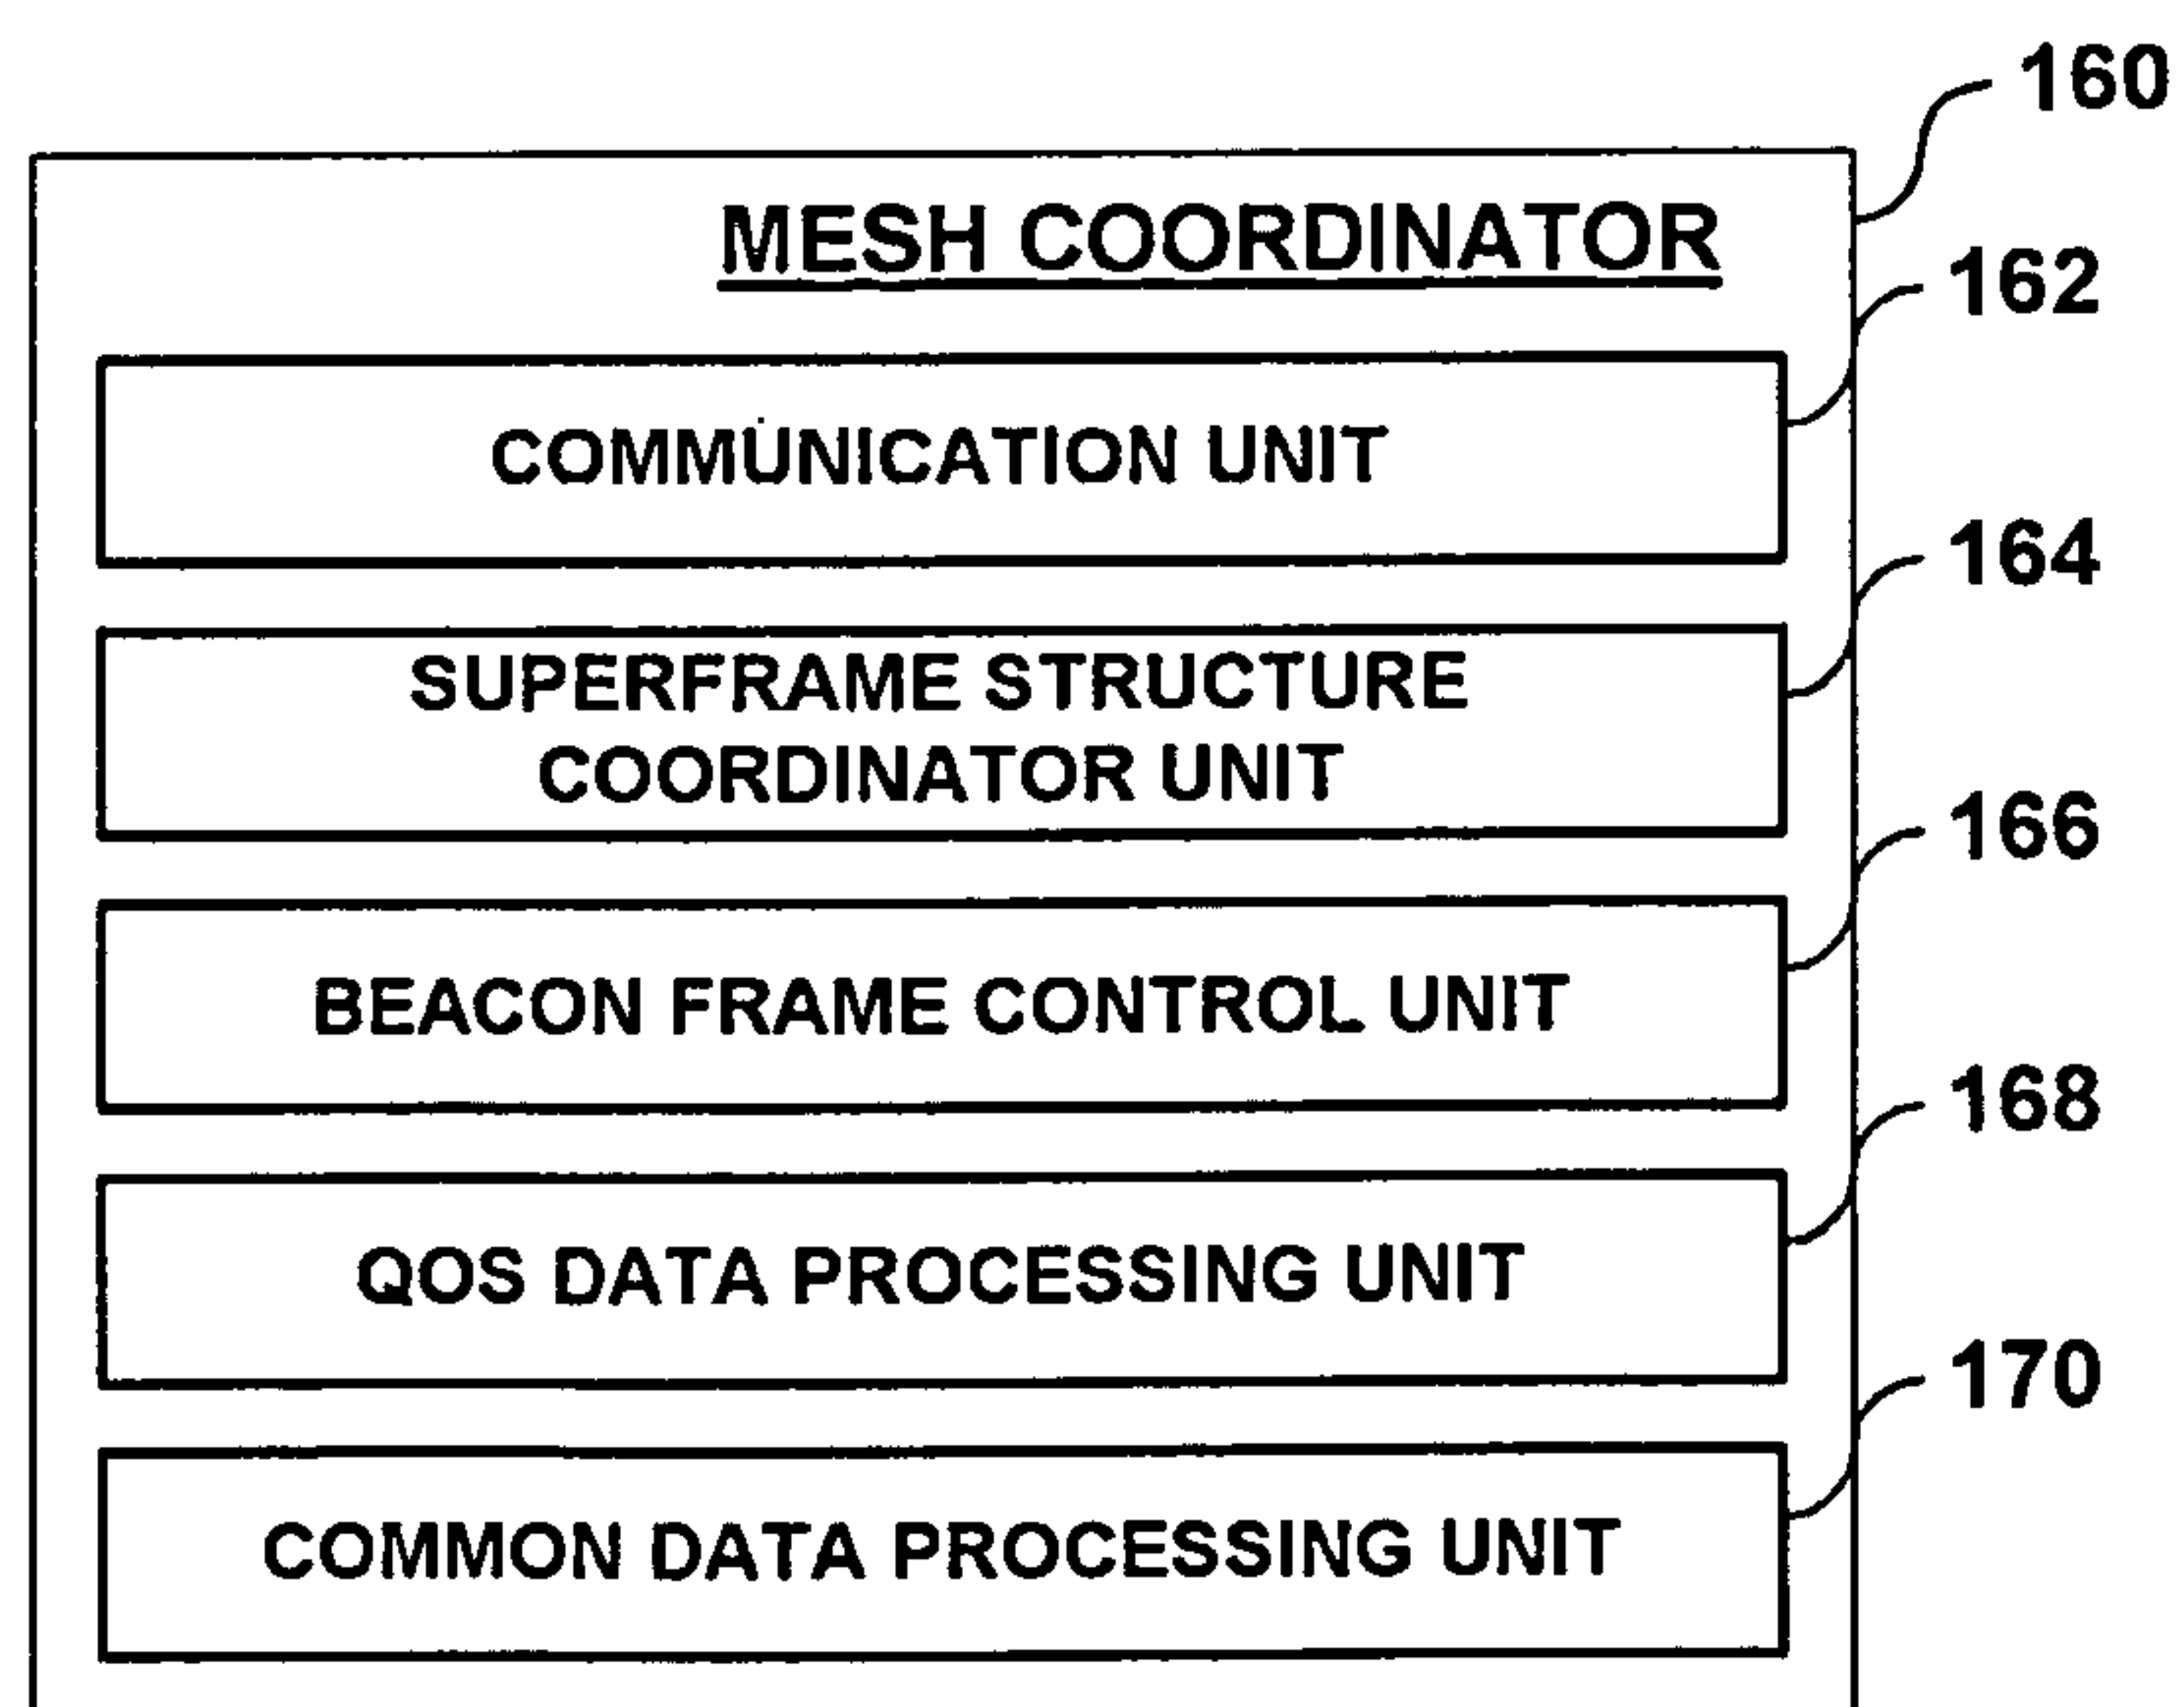 160
MESH COORDINATOR
162
COMMUNICATION UNIT
164
SUPERFRAME STRUCTURE
COORDINATOR UNIT
166
BEACON FRAME CONTROL UNIT
168
QOS DATA PROCESSING UNIT
170
COMMON DATA PROCESSING UNIT